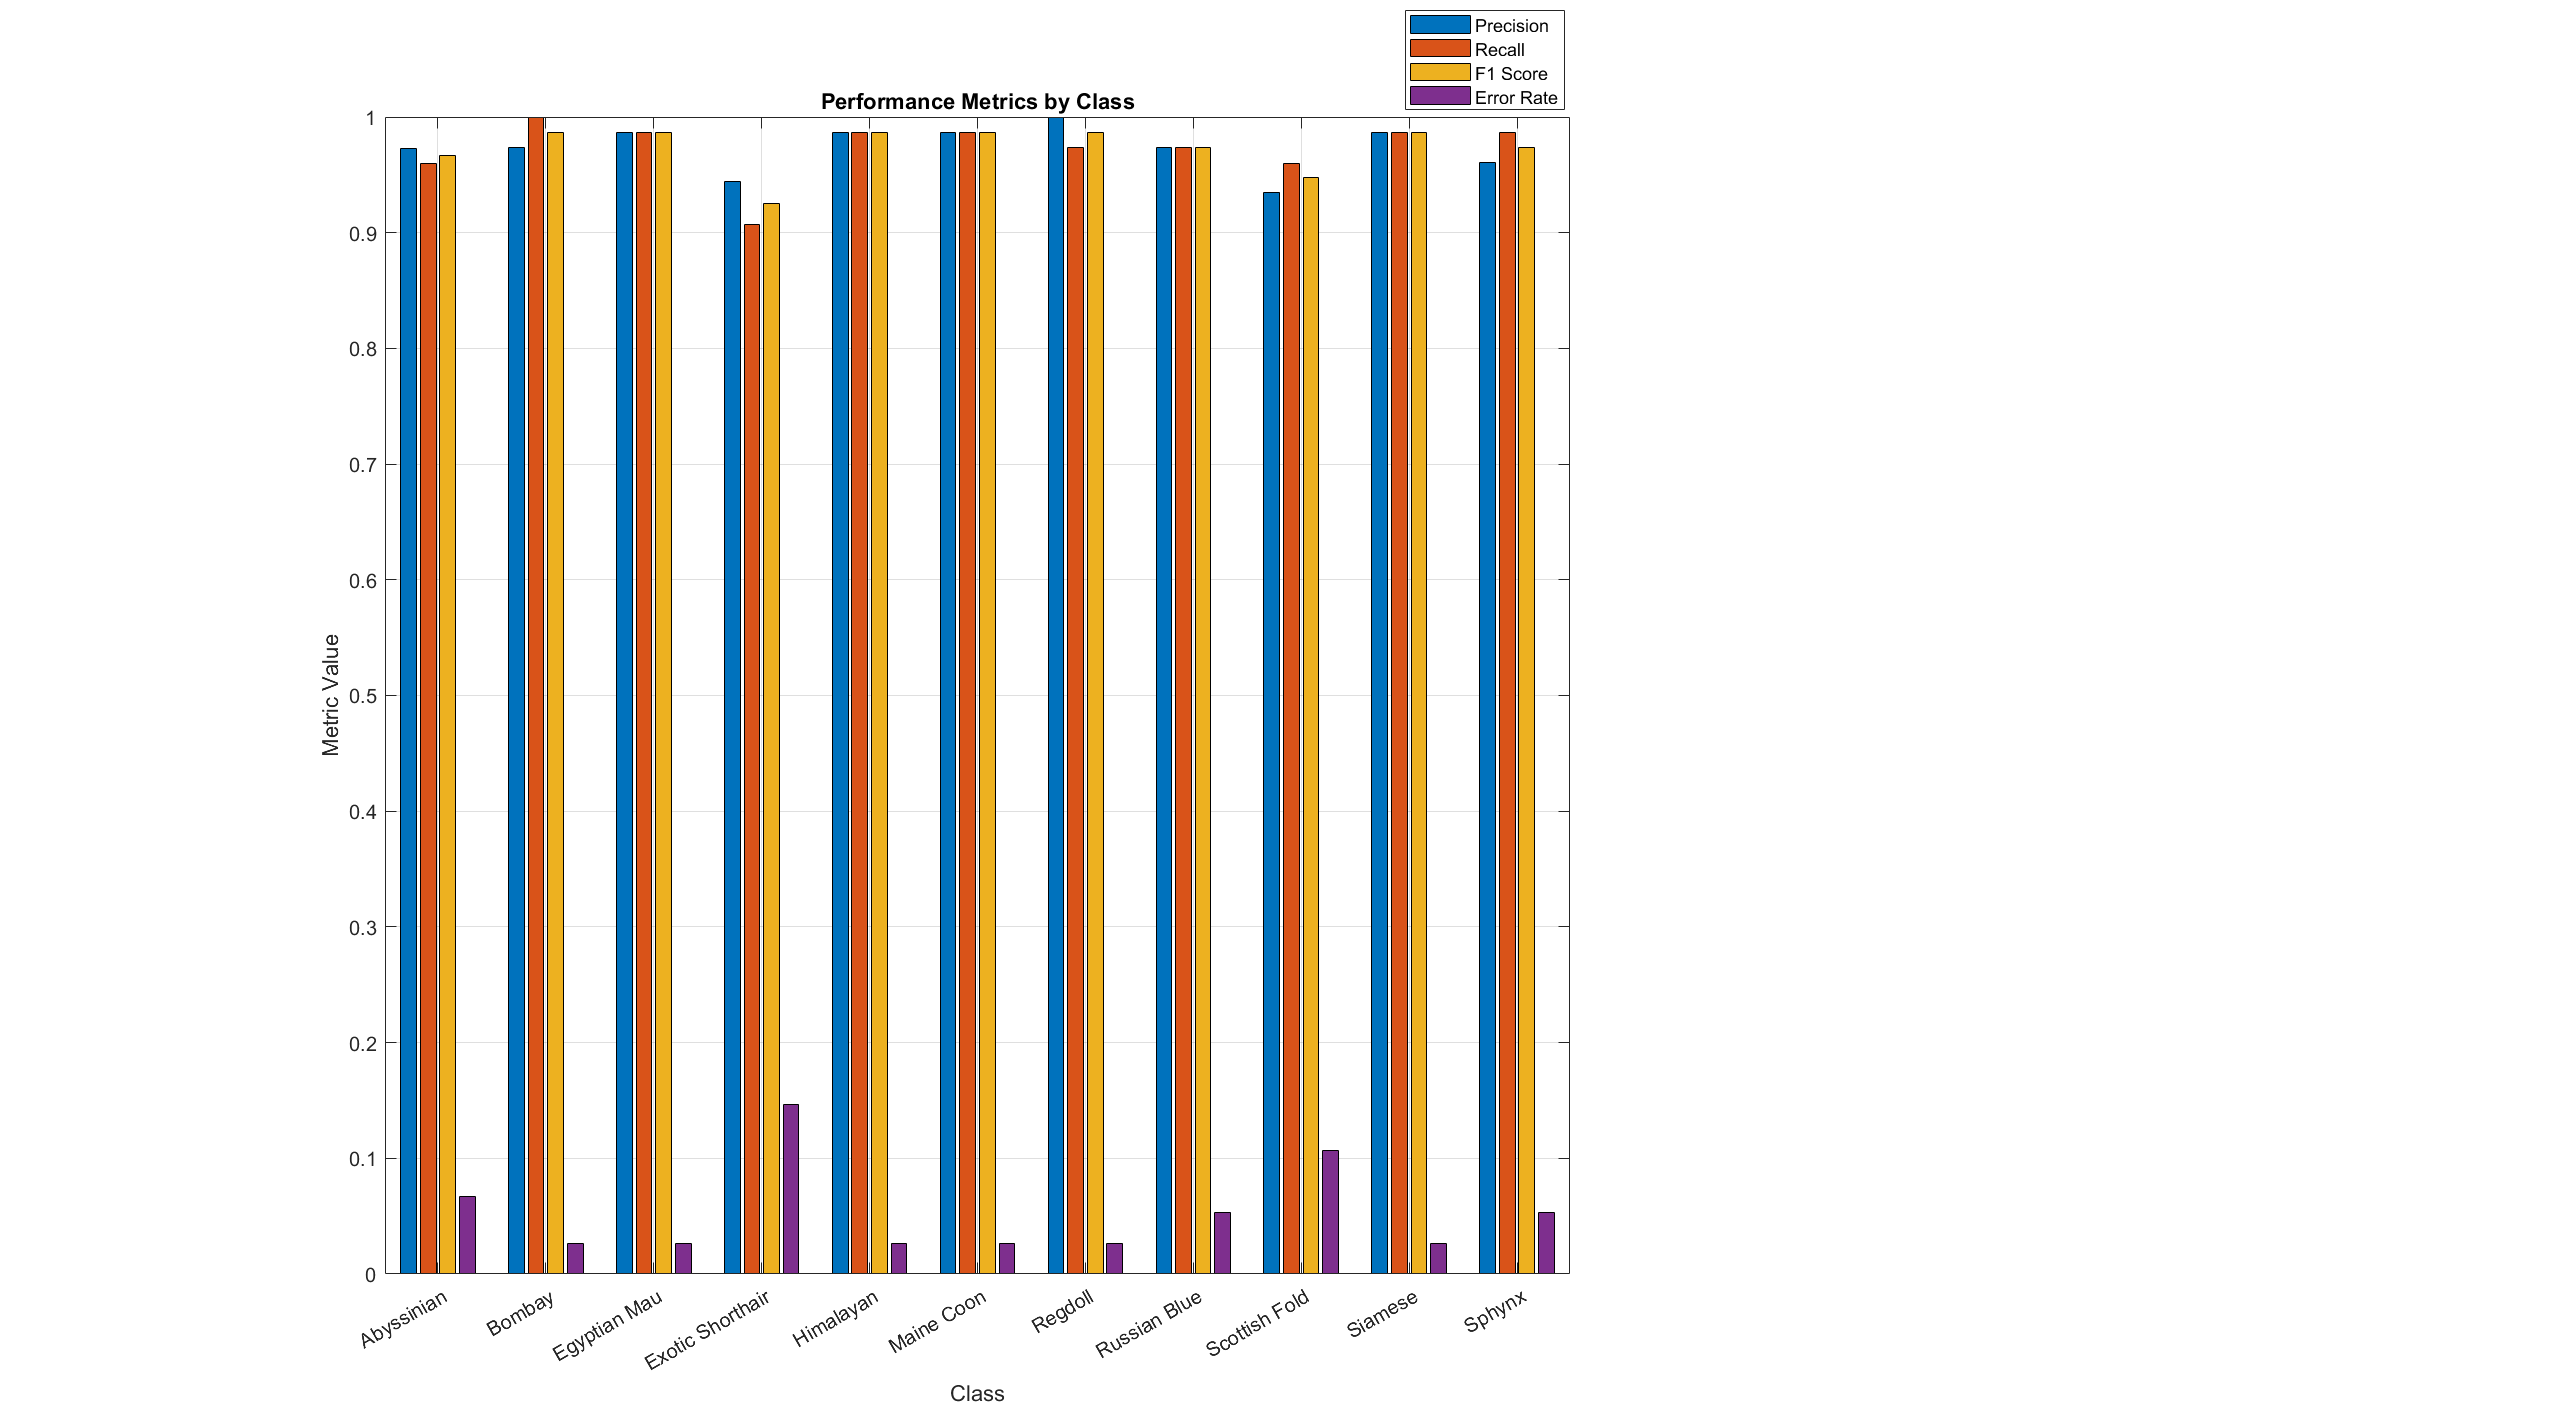 Precision
Recall
F1 Score
Error Rate
Performance Metrics by Class
1
0.9
0.8
0.7
0.6
0.5
0.4
0.3
0.2
0.1
0
Metric Value
Abyssinian
Bombay
Egyptian Mau
Exotic Shorthair
Himalayan
Maine Coon
Regdoll
Russian Blue
Scottish Fold
Siamese
Sphynx
Class